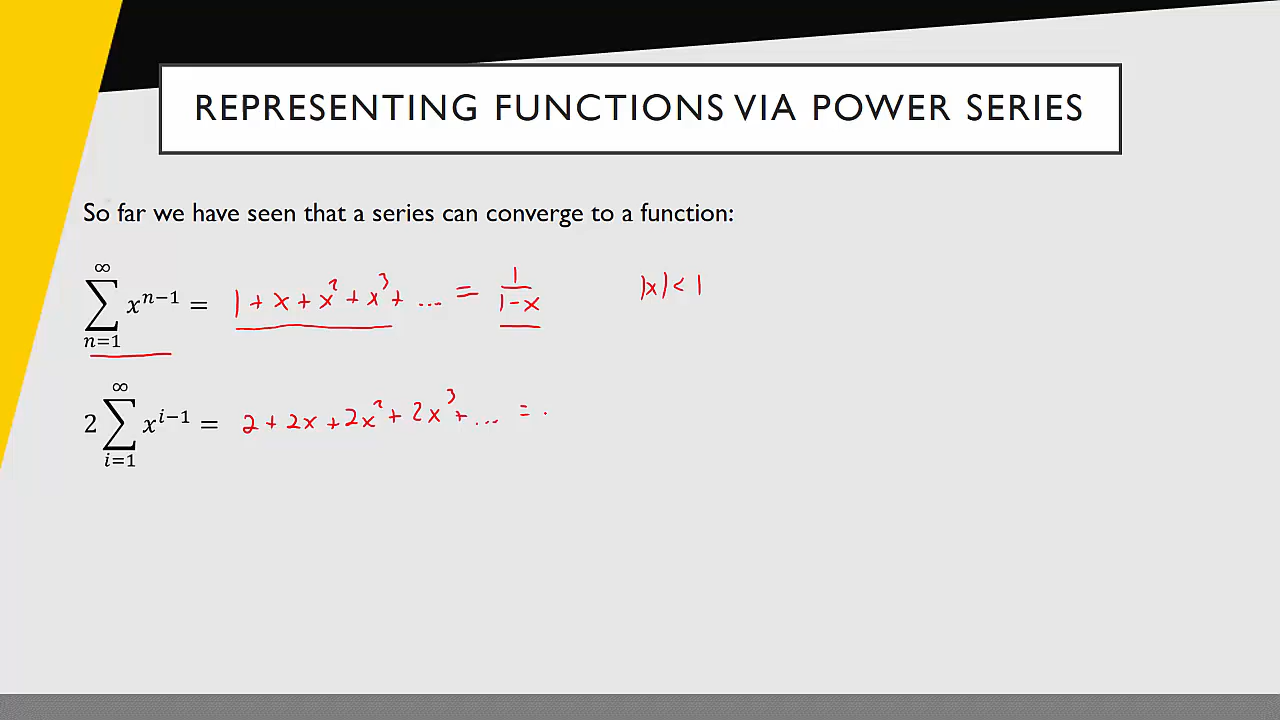 REPRESENTING FUNCTIONS VIA POWER SERIES
So far we have seen that a series can converge to a function:
∑_{n=1}^{∞} x^{n−1} = 1 + x + x² + x³ + ... = 1/(1−x) |x| < 1
2 ∑_{i=1}^{∞} x^{i−1} = 2 + 2x + 2x² + 2x³ + ... =